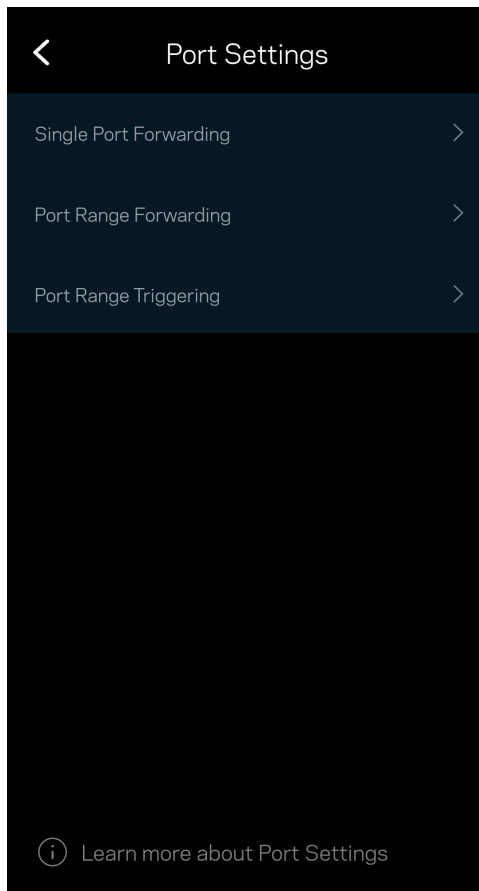 Port Settings
Single Port Forwarding
Port Range Forwarding
Port Range Triggering
Learn more about Port Settings